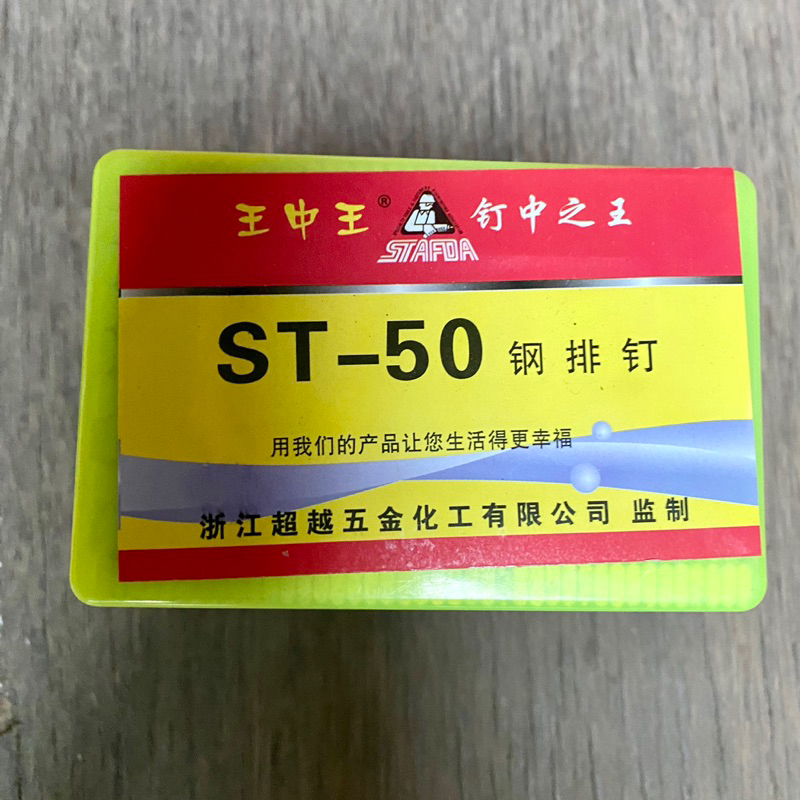 王中王® STAFDA 钉中之王
ST-50 钢排钉
用我们的产品让您生活得更幸福
浙江超越五金化工有限公司 监制